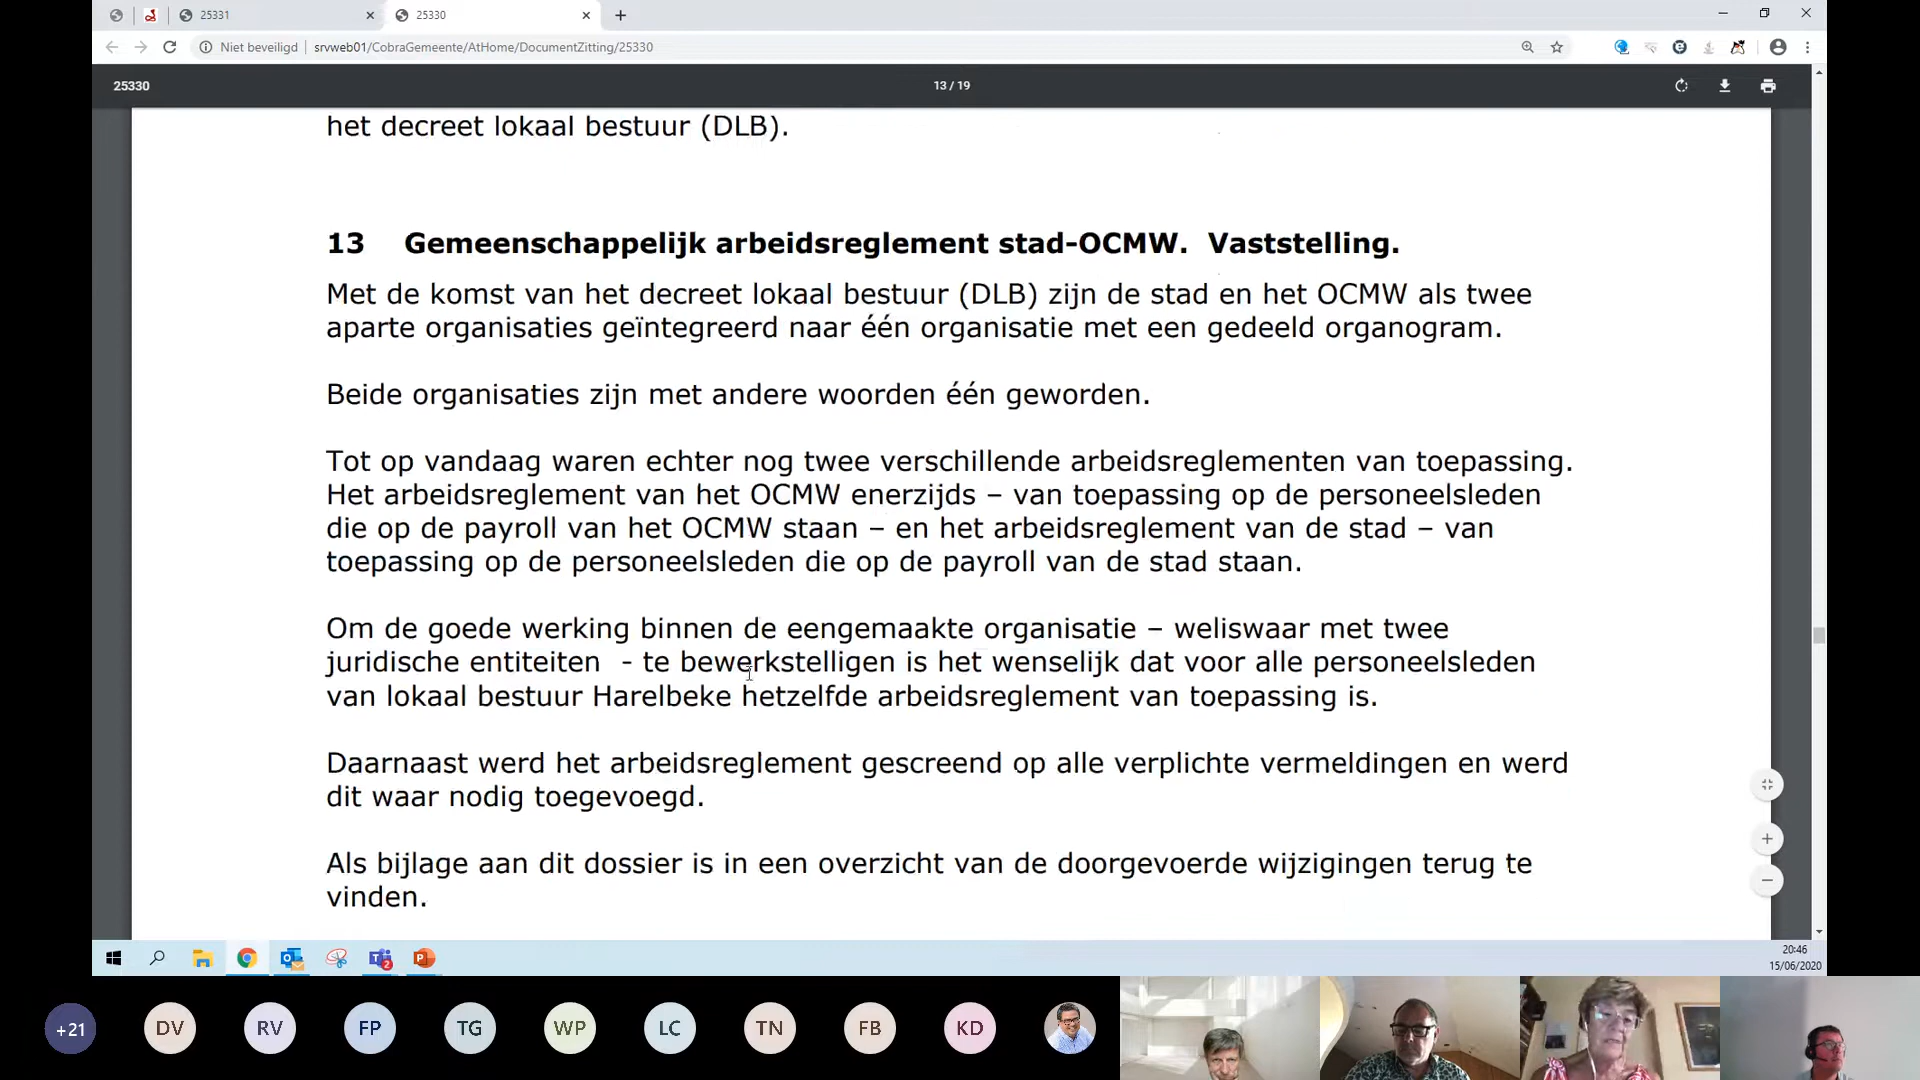 25331
25330
Niet beveiligd
srvweb01/CobraGemeente/AtHome/DocumentZitting/25330
25330
13 / 19
het decreet lokaal bestuur (DLB).
13 Gemeenschappelijk arbeidsreglement stad-OCMW. Vaststelling.
Met de komst van het decreet lokaal bestuur (DLB) zijn de stad en het OCMW als twee
aparte organisaties geïntegreerd naar één organisatie met een gedeeld organogram.
Beide organisaties zijn met andere woorden één geworden.
Tot op vandaag waren echter nog twee verschillende arbeidsreglementen van toepassing.
Het arbeidsreglement van het OCMW enerzijds – van toepassing op de personeelsleden
die op de payroll van het OCMW staan – en het arbeidsreglement van de stad – van
toepassing op de personeelsleden die op de payroll van de stad staan.
Om de goede werking binnen de eengemaakte organisatie – weliswaar met twee
juridische entiteiten - te bewerkstelligen is het wenselijk dat voor alle personeelsleden
van lokaal bestuur Harelbeke hetzelfde arbeidsreglement van toepassing is.
Daarnaast werd het arbeidsreglement gescreend op alle verplichte vermeldingen en werd
dit waar nodig toegevoegd.
Als bijlage aan dit dossier is in een overzicht van de doorgevoerde wijzigingen terug te
vinden.
20:46
15/06/2020
+21
DV
RV
FP
TG
WP
LC
TN
FB
KD